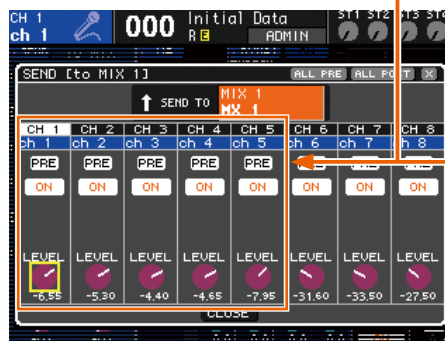 CH 1 000 Initial Data ST1 ST2 ST3
ch 1 R E ADMIN
SEND [to MIX 1] ALL PRE ALL POST X
SEND TO MIX 1
MX 1
CH 1 CH 2 CH 3 CH 4 CH 5 CH 6 CH 7 CH 8
ch 1 ch 2 ch 3 ch 4 ch 5 ch 6 ch 7 ch 8
PRE PRE PRE PRE PRE PRE PRE PRE
ON ON ON ON ON ON ON ON
LEVEL LEVEL LEVEL LEVEL LEVEL LEVEL LEVEL LEVEL
-6.55 -5.30 -4.40 -4.65 -7.95 -31.60 -33.50 -27.50
CLOSE